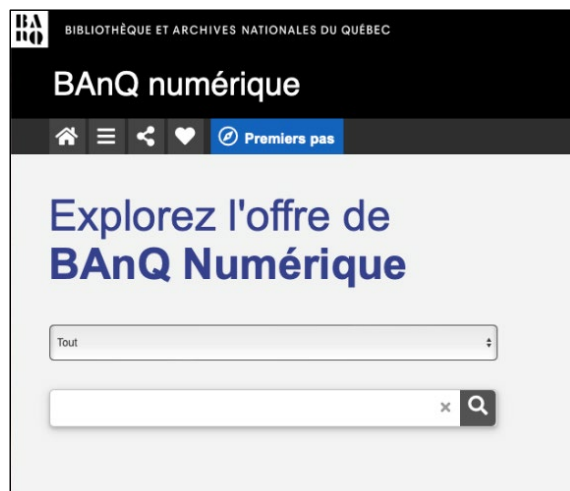 BA
NQ
BIBLIOTHÈQUE ET ARCHIVES NATIONALES DU QUÉBEC
BAnQ numérique
Premiers pas
Explorez l'offre de
BAnQ Numérique
Tout